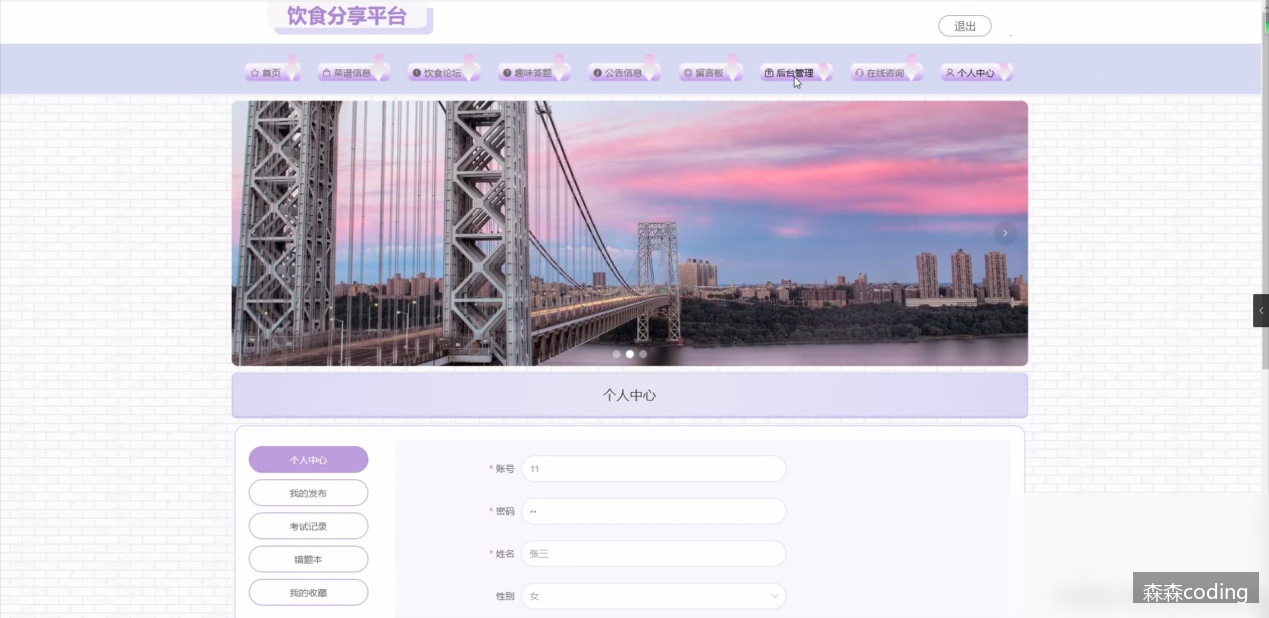 饮食分享平台
退出
首页
菜谱信息
饮食论坛
趣味答题
公告信息
留言板
后台管理
在线咨询
个人中心
个人中心
个人中心
我的发布
考试记录
错题本
我的收藏
* 账号 11
* 密码 ••
* 姓名 张三
性别 女
森森coding